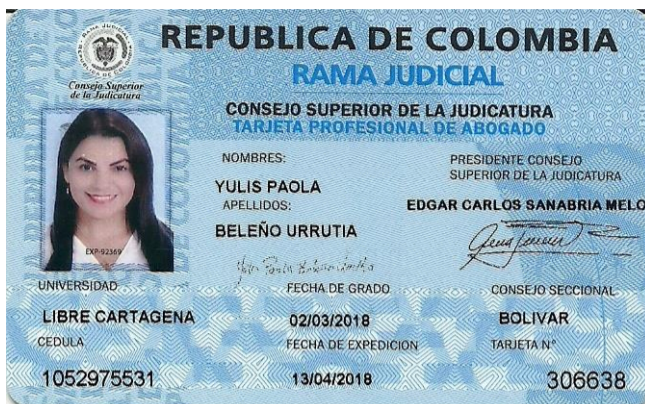 REPUBLICA DE COLOMBIA
RAMA JUDICIAL
Consejo Superior
de la Judicatura
CONSEJO SUPERIOR DE LA JUDICATURA
TARJETA PROFESIONAL DE ABOGADO
NOMBRES:
YULIS PAOLA
APELLIDOS:
BELEÑO URRUTIA
PRESIDENTE CONSEJO
SUPERIOR DE LA JUDICATURA
EDGAR CARLOS SANABRIA MELO
EXP-92369
UNIVERSIDAD
LIBRE CARTAGENA
FECHA DE GRADO
02/03/2018
CONSEJO SECCIONAL
BOLIVAR
CEDULA
1052975531
FECHA DE EXPEDICION
13/04/2018
TARJETA N°
306638